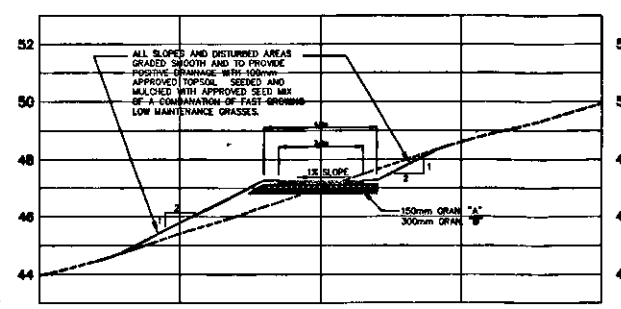 52
ALL SLOPES AND DISTURBED AREAS
GRADED SMOOTH AND TO PROVIDE
POSITIVE DRAINAGE WITH 100mm
APPROVED TOPSOIL SEEDED AND
MULCHED WITH APPROVED SEED MIX
OF A COMBANATION OF FAST GROWING
LOW MAINTENANCE GRASSES.
50
48
1% SLOPE
2
1
2
1
46
150mm GRAN. "A"
300mm GRAN. "B"
44